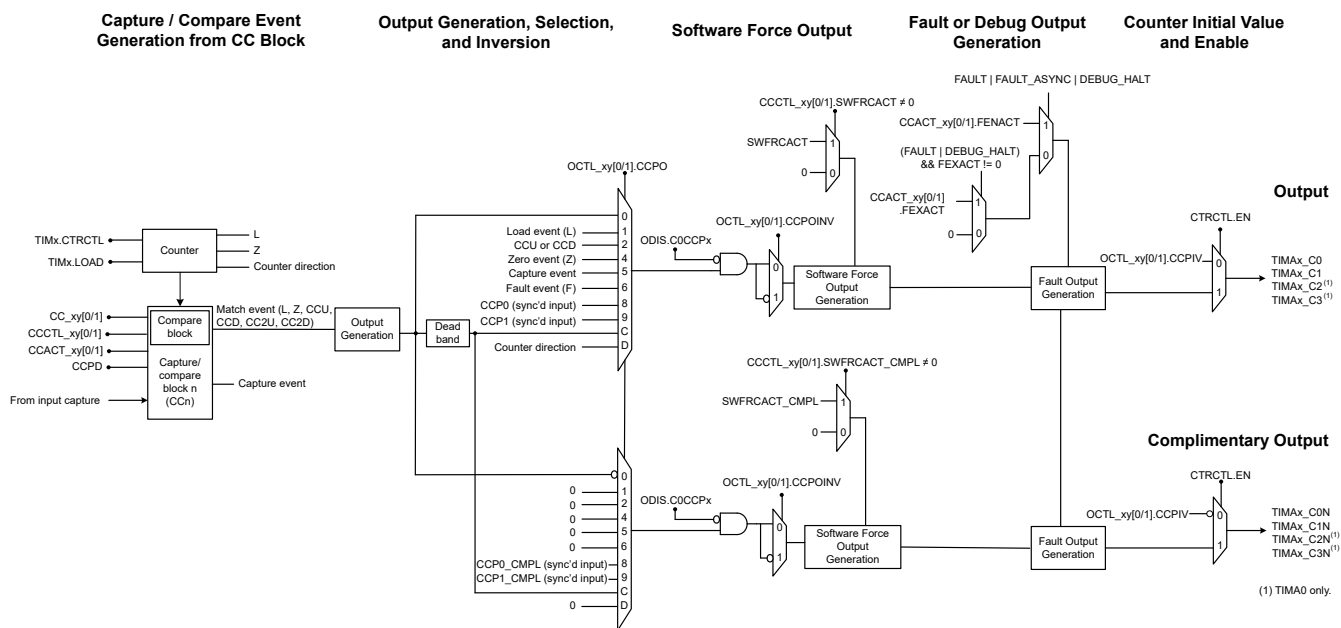 Capture / Compare Event
Generation from CC Block
Output Generation, Selection,
and Inversion
Software Force Output
Fault or Debug Output
Generation
Counter Initial Value
and Enable
TIMx.CTRCTL
TIMx.LOAD
Counter
L
Z
Counter direction
CC_xy[0/1]
CCCTL_xy[0/1]
CCACT_xy[0/1]
CCPD
From input capture
Compare
block
Capture/
compare
block n
(CCn)
Match event (L, Z, CCU,
CCD, CC2U, CC2D)
Capture event
Output
Generation
Dead
band
OCTL_xy[0/1].CCPO
Load event (L)
CCU or CCD
Zero event (Z)
Capture event
Fault event (F)
CCP0 (sync'd input)
CCP1 (sync'd input)
Counter direction
0
1
2
4
5
6
8
9
C
D
ODIS.C0CCPx
OCTL_xy[0/1].CCPOINV
0
1
CCCTL_xy[0/1].SWFRCACT ≠ 0
SWFRCACT
1
0
0
Software Force
Output
Generation
FAULT | FAULT_ASYNC | DEBUG_HALT
CCACT_xy[0/1].FENACT
1
0
(FAULT | DEBUG_HALT)
&& FEXACT != 0
CCACT_xy[0/1]
.FEXACT
1
0
0
Fault Output
Generation
CTRCTL.EN
OCTL_xy[0/1].CCPIV
0
1
Output
TIMAx_C0
TIMAx_C1
TIMAx_C2(1)
TIMAx_C3(1)
0
0
0
0
0
CCP0_CMPL (sync'd input)
CCP1_CMPL (sync'd input)
0
0
1
2
4
5
6
8
9
C
D
ODIS.C0CCPx
OCTL_xy[0/1].CCPOINV
0
1
CCCTL_xy[0/1].SWFRCACT_CMPL ≠ 0
SWFRCACT_CMPL
1
0
0
Software Force
Output
Generation
Fault Output
Generation
Complimentary Output
CTRCTL.EN
OCTL_xy[0/1].CCPIV
0
1
TIMAx_C0N
TIMAx_C1N
TIMAx_C2N(1)
TIMAx_C3N(1)
(1) TIMA0 only.